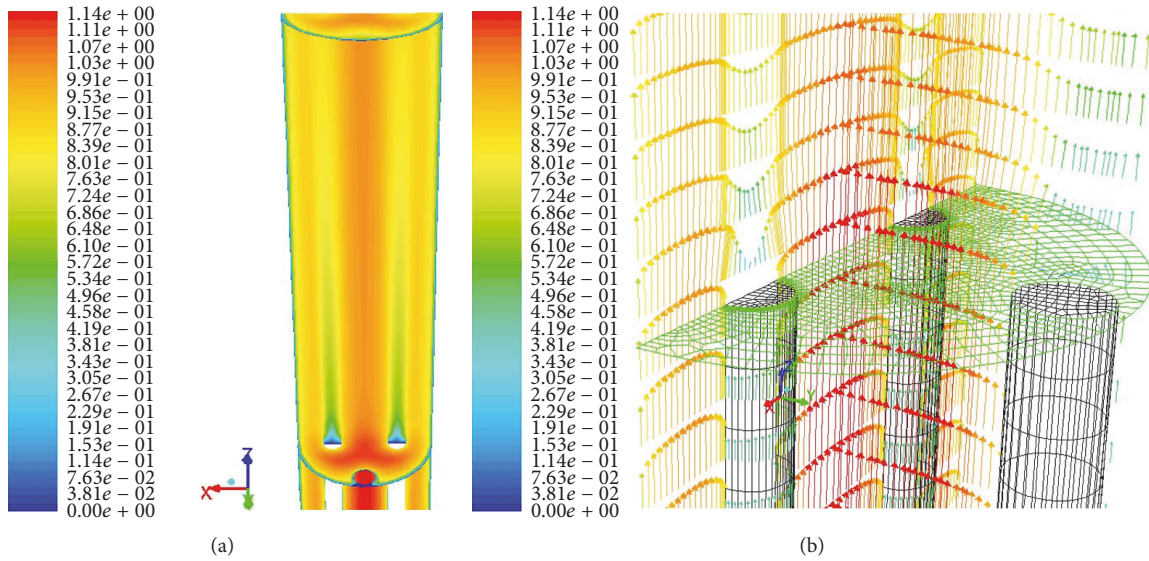 1.14e + 00
1.11e + 00
1.07e + 00
1.03e + 00
9.91e − 01
9.53e − 01
9.15e − 01
8.77e − 01
8.39e − 01
8.01e − 01
7.63e − 01
7.24e − 01
6.86e − 01
6.48e − 01
6.10e − 01
5.72e − 01
5.34e − 01
4.96e − 01
4.58e − 01
4.19e − 01
3.81e − 01
3.43e − 01
3.05e − 01
2.67e − 01
2.29e − 01
1.53e − 01
1.14e − 01
7.63e − 02
3.81e − 02
0.00e + 00
Z
X
(a)
1.14e + 00
1.11e + 00
1.07e + 00
1.03e + 00
9.91e − 01
9.53e − 01
9.15e − 01
8.77e − 01
8.39e − 01
8.01e − 01
7.63e − 01
7.24e − 01
6.86e − 01
6.48e − 01
6.10e − 01
5.72e − 01
5.34e − 01
4.96e − 01
4.58e − 01
4.19e − 01
3.81e − 01
3.43e − 01
3.05e − 01
2.67e − 01
2.29e − 01
1.53e − 01
1.14e − 01
7.63e − 02
3.81e − 02
0.00e + 00
X
Y
(b)